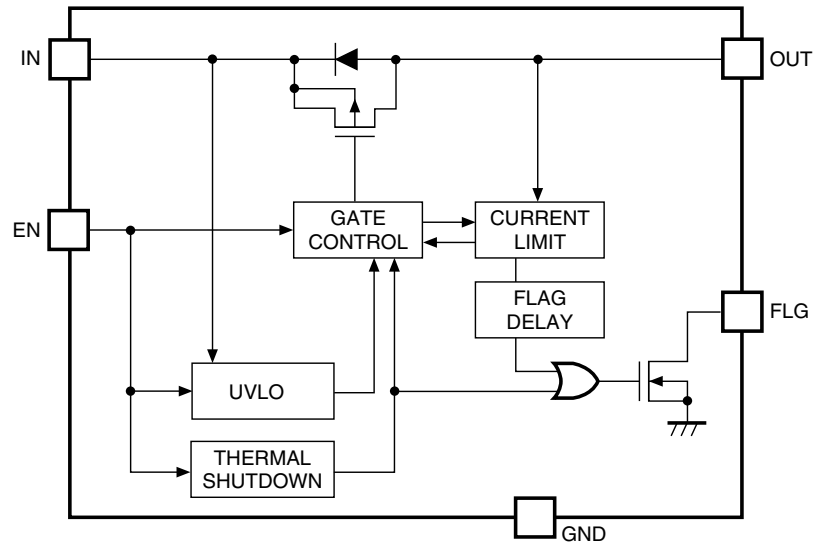 IN
OUT
EN
GATE
CONTROL
CURRENT
LIMIT
FLAG
DELAY
FLG
UVLO
THERMAL
SHUTDOWN
GND